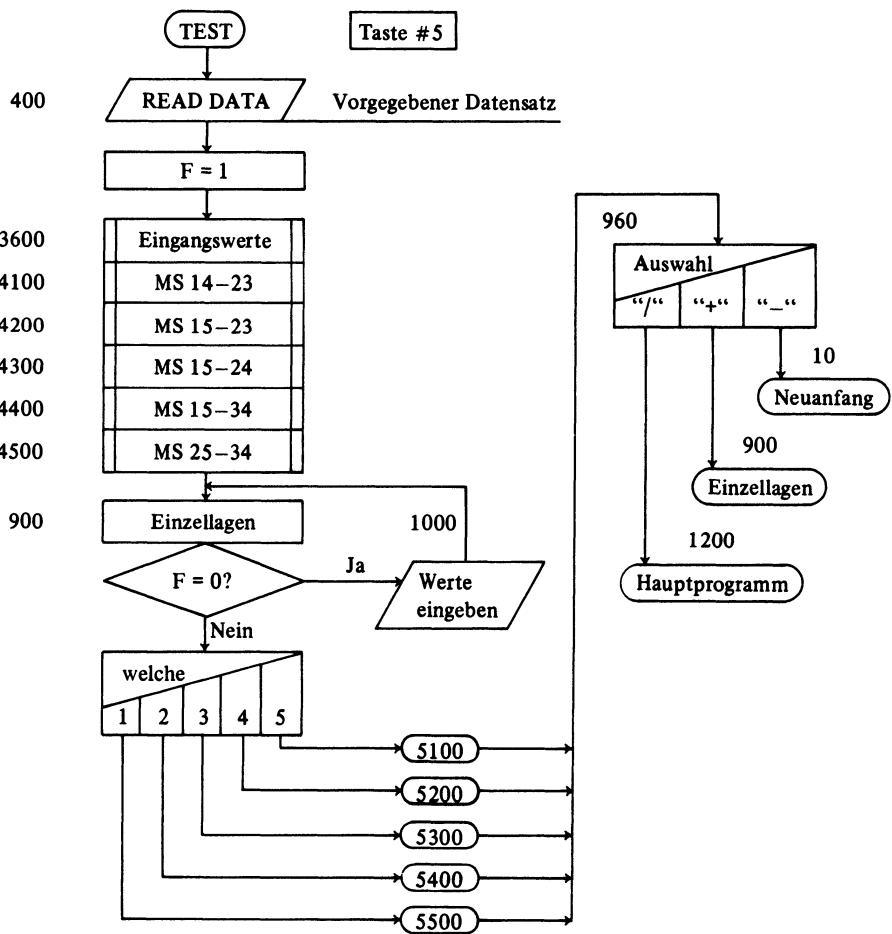 TEST
Taste #5
400
READ DATA
Vorgegebener Datensatz
F = 1
3600
Eingangswerte
4100
MS 14–23
4200
MS 15–23
4300
MS 15–24
4400
MS 15–34
4500
MS 25–34
900
Einzellagen
1000
F = 0?
Ja
Werte
eingeben
Nein
welche
1 2 3 4 5
5100
5200
5300
5400
5500
960
Auswahl
“/“ “+“ “–“
10
Neuanfang
900
Einzellagen
1200
Hauptprogramm